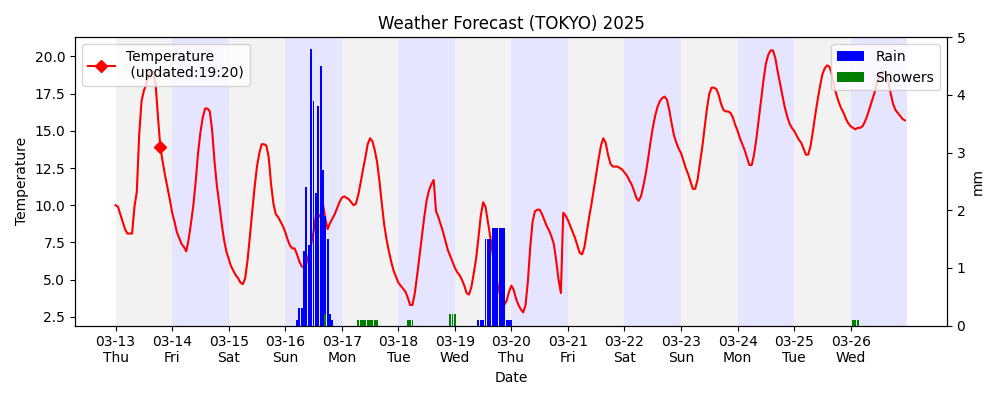 Weather Forecast (TOKYO) 2025
Temperature
(updated:19:20)
Rain
Showers
20.0
17.5
15.0
12.5
10.0
7.5
5.0
2.5
Temperature
5
4
3
2
1
0
mm
03-13 03-14 03-15 03-16 03-17 03-18 03-19 03-20 03-21 03-22 03-23 03-24 03-25 03-26
Thu Fri Sat Sun Mon Tue Wed Thu Fri Sat Sun Mon Tue Wed
Date